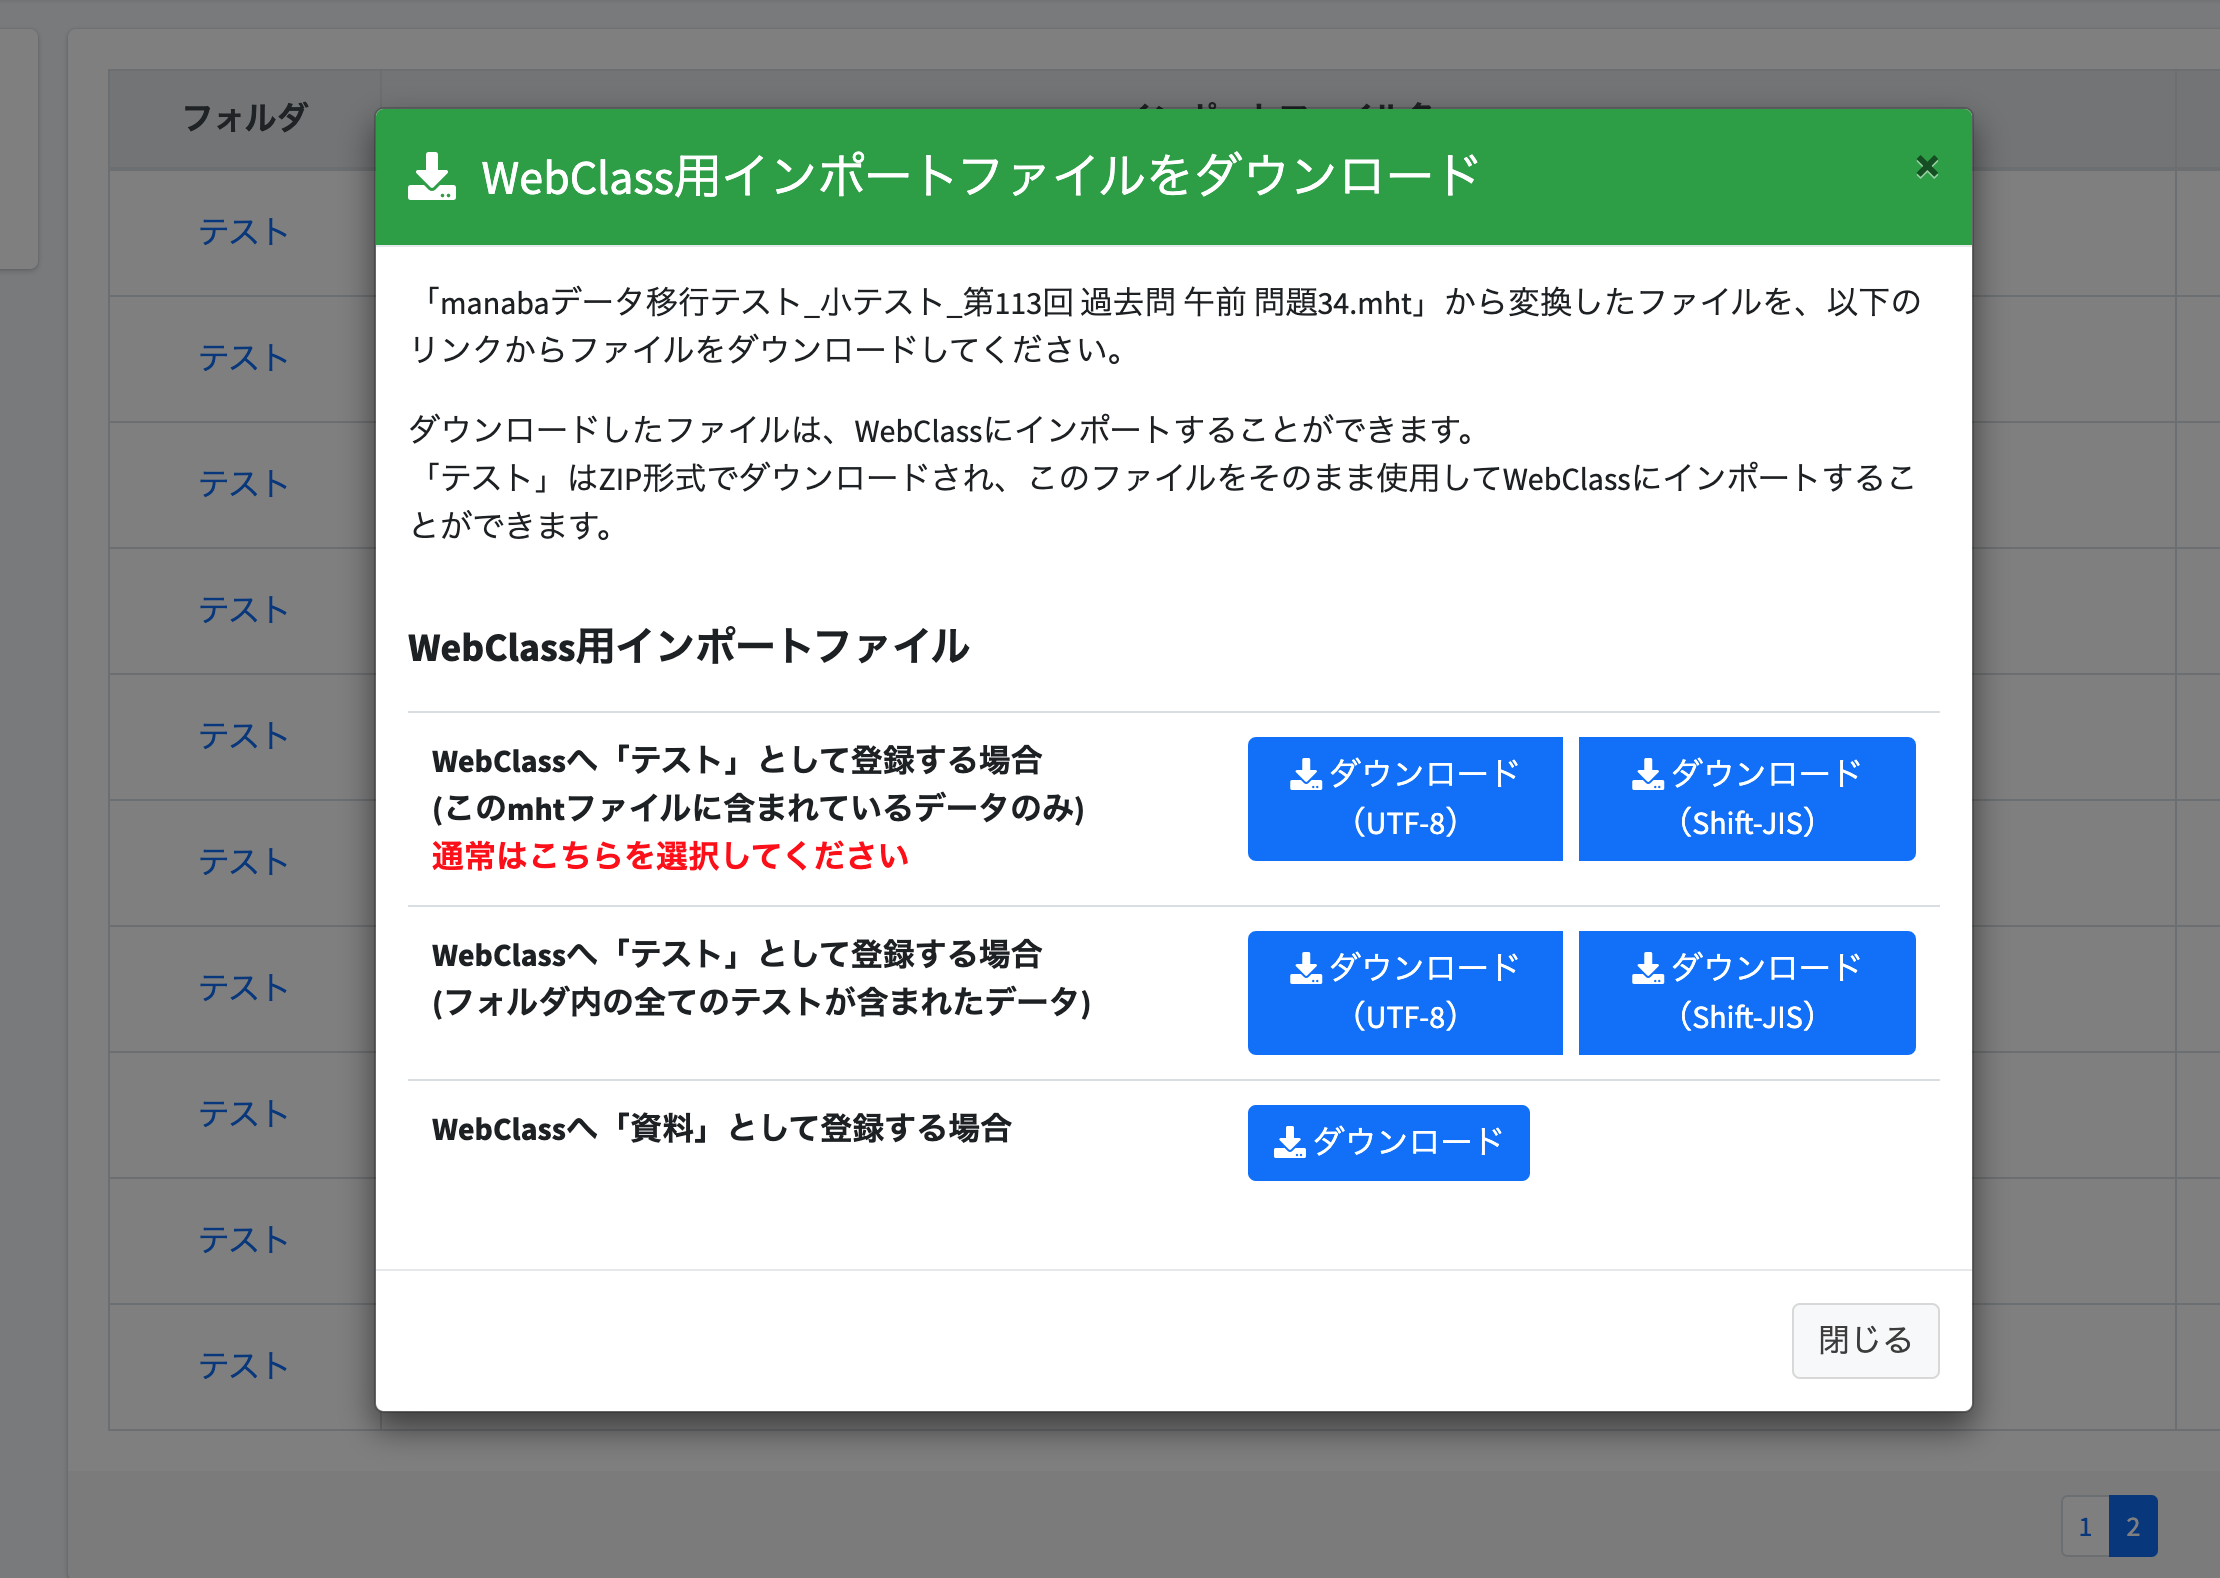 フォルダ
WebClass用インポートファイルをダウンロード
「manabaデータ移行テスト_小テスト_第113回 過去問 午前 問題34.mht」から変換したファイルを、以下の
リンクからファイルをダウンロードしてください。
ダウンロードしたファイルは、WebClassにインポートすることができます。
「テスト」はZIP形式でダウンロードされ、このファイルをそのまま使用してWebClassにインポートするこ
とができます。
WebClass用インポートファイル
WebClassへ「テスト」として登録する場合
(このmhtファイルに含まれているデータのみ)
通常はこちらを選択してください
ダウンロード
（UTF-8）
ダウンロード
（Shift-JIS）
WebClassへ「テスト」として登録する場合
(フォルダ内の全てのテストが含まれたデータ)
ダウンロード
（UTF-8）
ダウンロード
（Shift-JIS）
WebClassへ「資料」として登録する場合
ダウンロード
閉じる
テスト
テスト
テスト
テスト
テスト
テスト
テスト
テスト
テスト
テスト
1
2